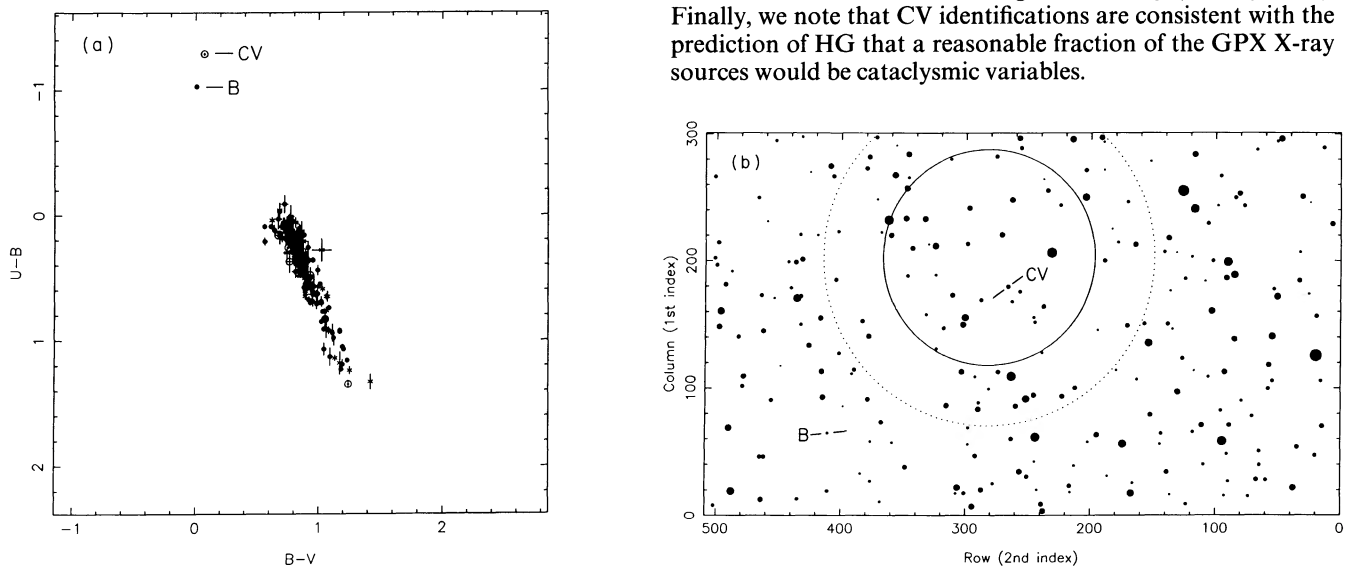 (a)
CV
B
−1
0
1
2
U−B
−1
0
1
2
B−V
Finally, we note that CV identifications are consistent with the
prediction of HG that a reasonable fraction of the GPX X-ray
sources would be cataclysmic variables.
(b)
CV
B
300
200
100
0
Column (1st index)
500
400
300
200
100
0
Row (2nd index)